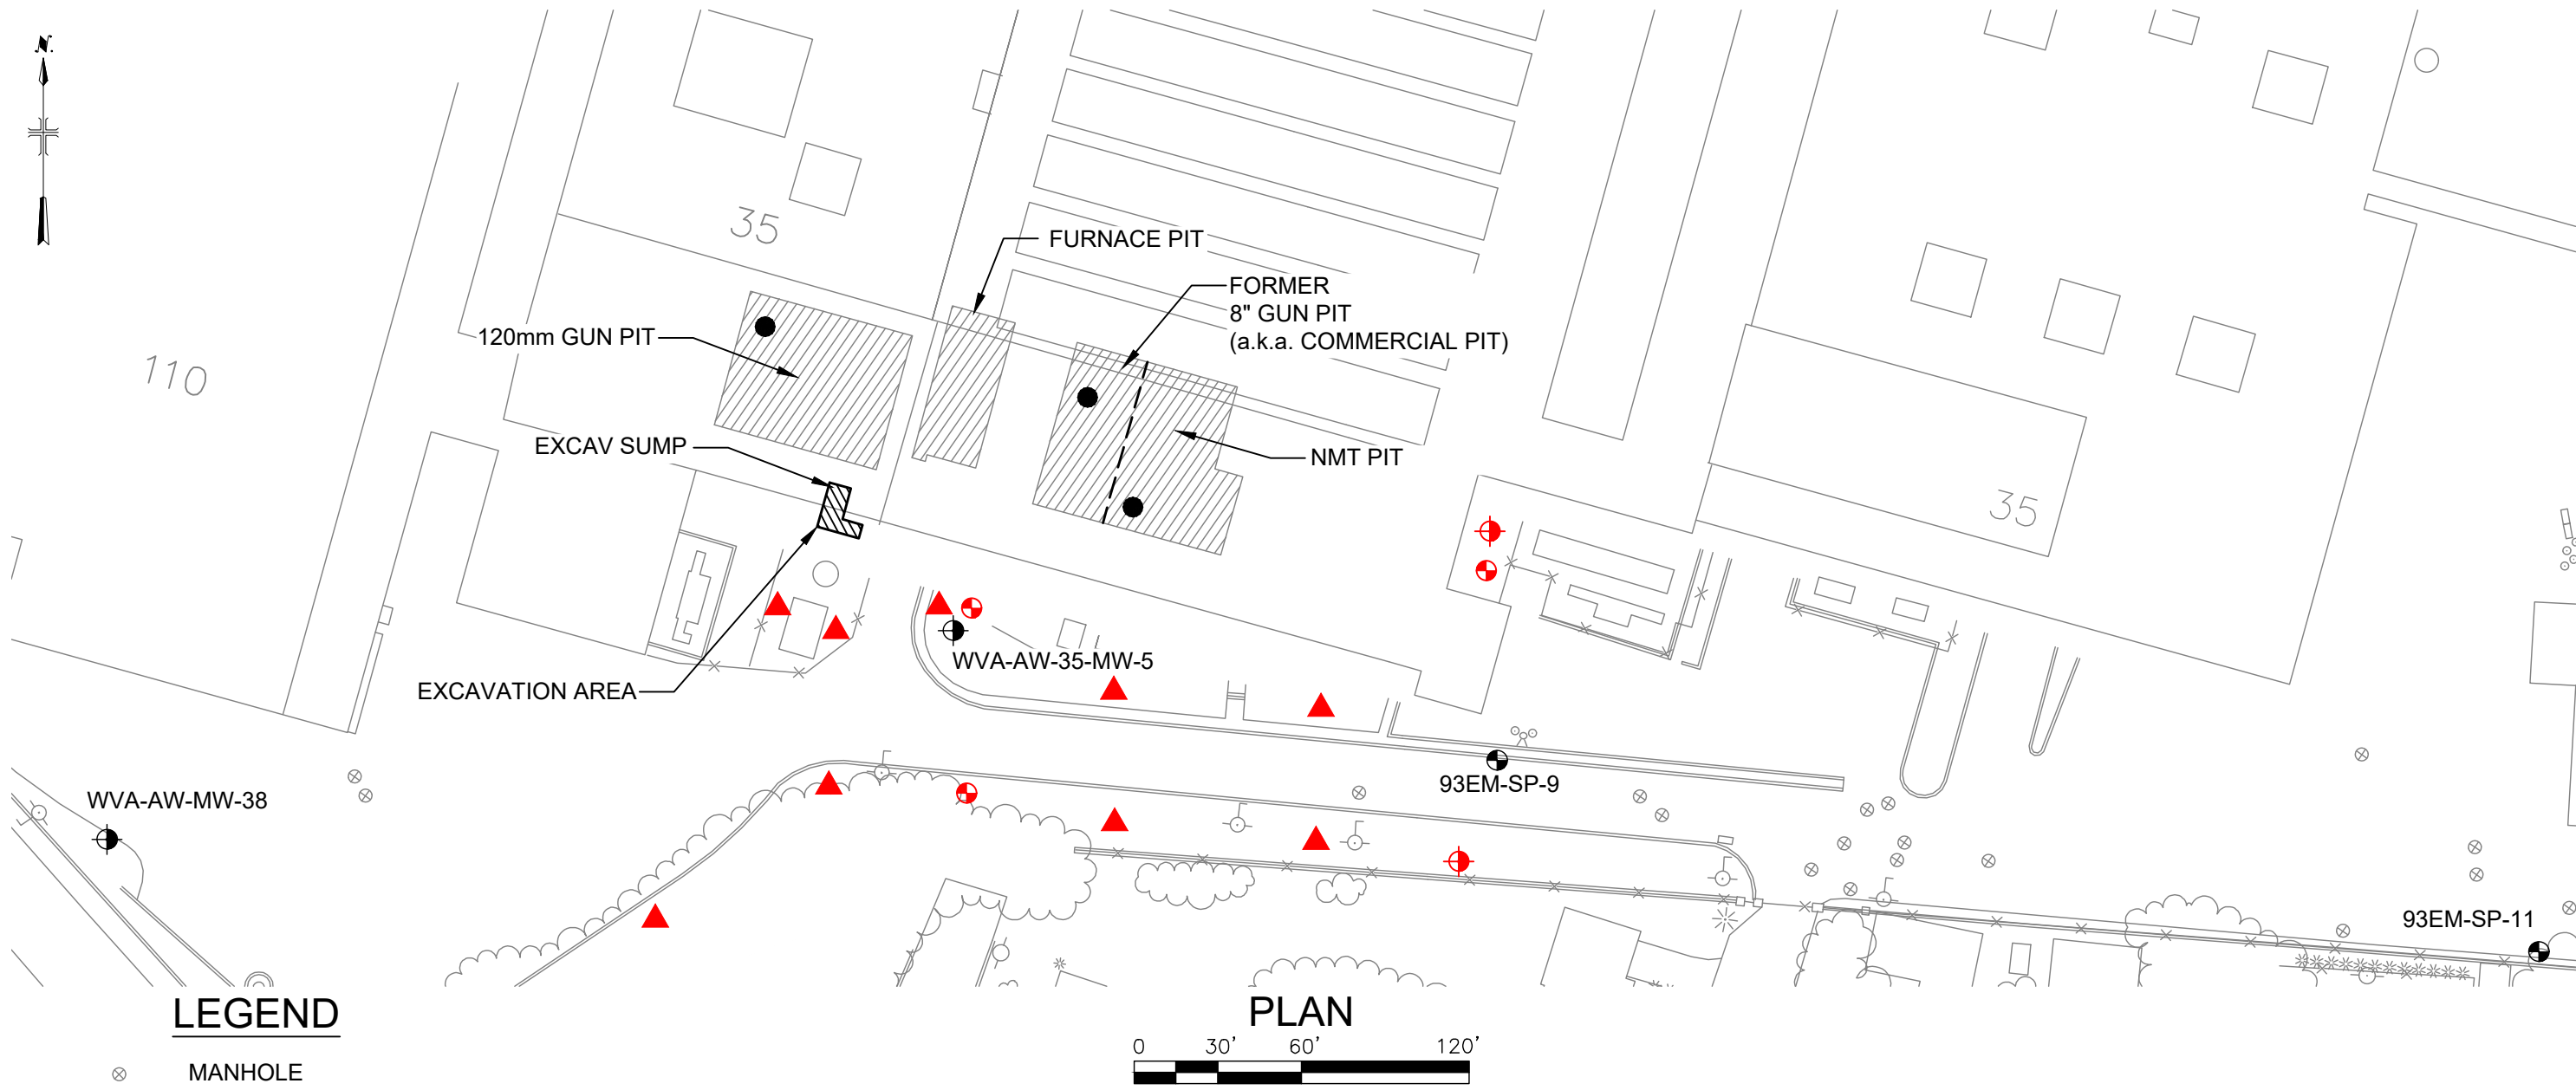 N.
35
FURNACE PIT
FORMER
8" GUN PIT
(a.k.a. COMMERCIAL PIT)
120mm GUN PIT
110
EXCAV SUMP
NMT PIT
35
WVA-AW-35-MW-5
EXCAVATION AREA
93EM-SP-9
WVA-AW-MW-38
93EM-SP-11
LEGEND
MANHOLE
PLAN
0 30' 60' 120'